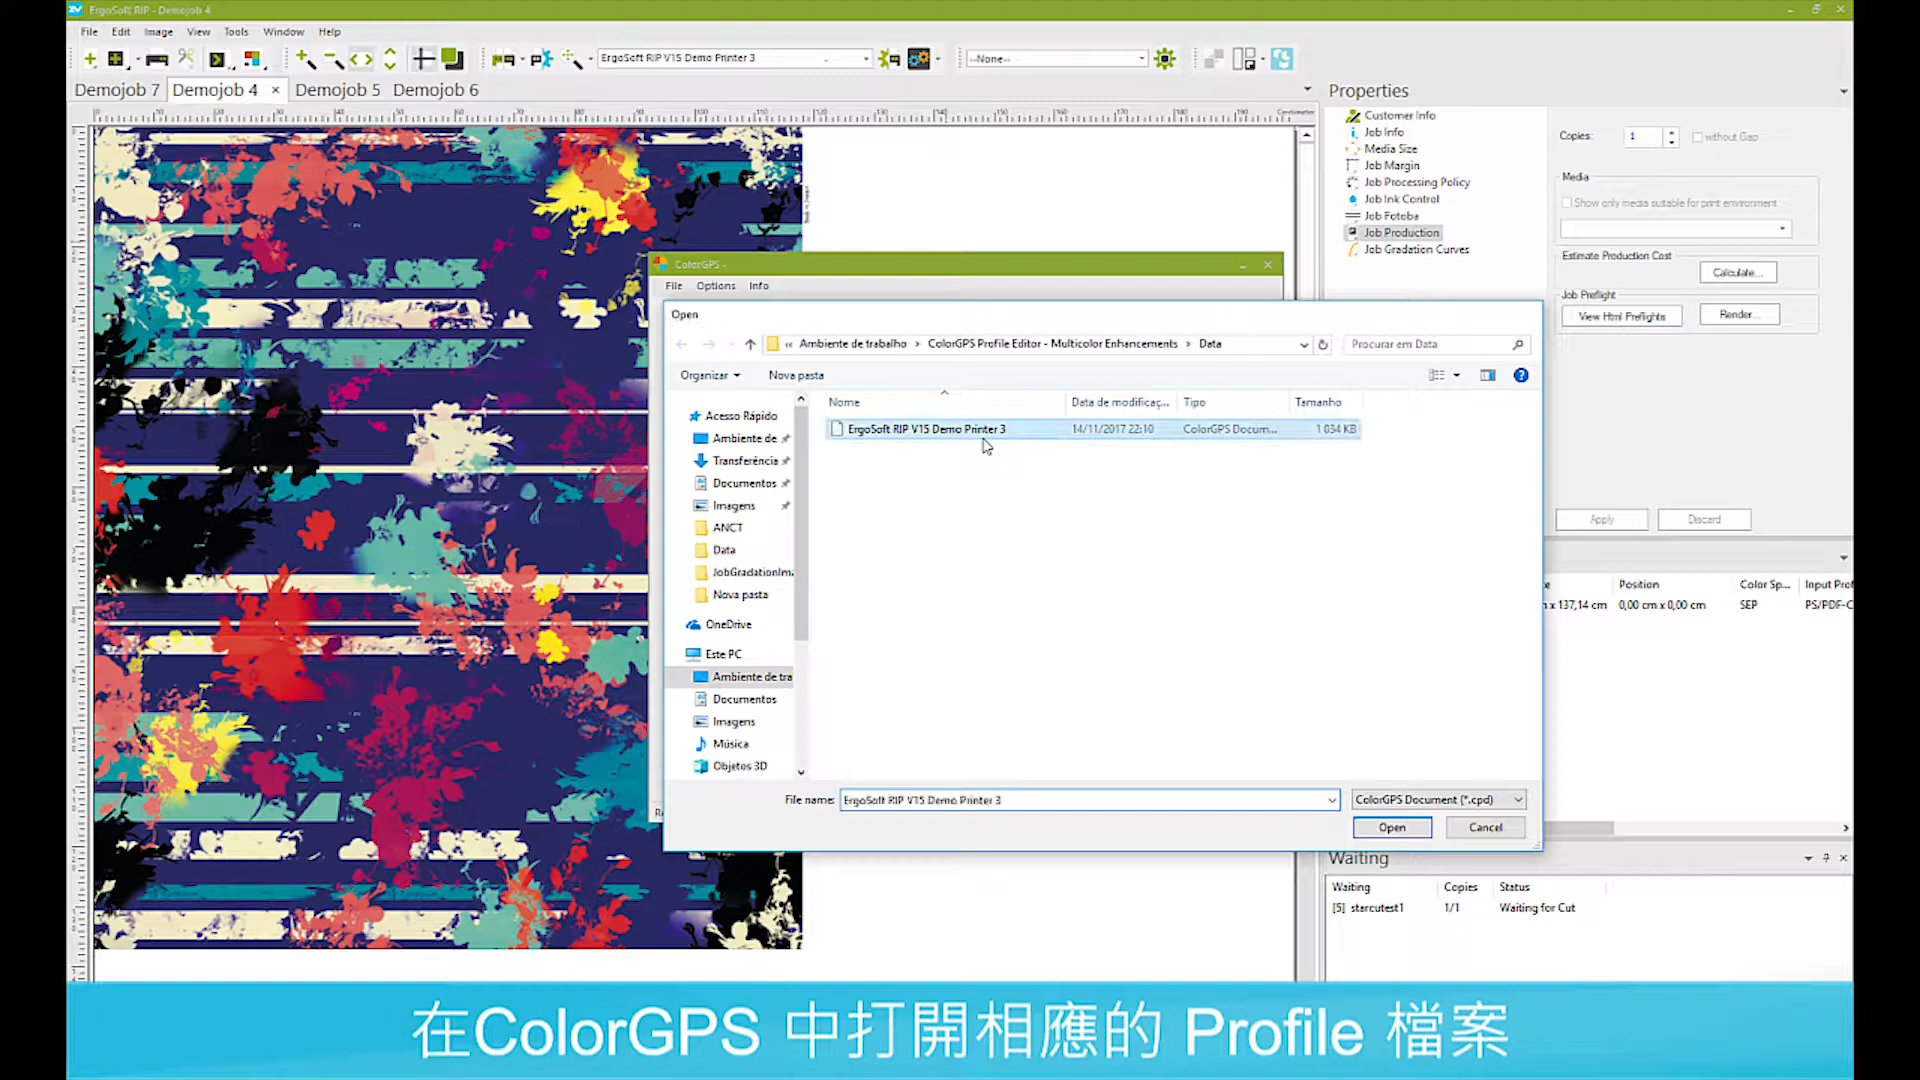 ErgoSoft RIP - Demojob 4
File Edit Image View Tools Window Help
ErgoSoft RIP V15 Demo Printer 3
--None--
Demojob 7 Demojob 4 × Demojob 5 Demojob 6
Centimeter
Properties
Customer Info
Job Info
Media Size
Job Margin
Job Processing Policy
Job Ink Control
Job Fotoba
Job Production
Job Gradation Curves
Copies: 1 without Gap
Media
Show only media suitable for print environment
Estimate Production Cost
Calculate...
Job Preflight
View Html Preflights Render...
Apply Discard
ColorGPS -
File Options Info
Open
« Ambiente de trabalho › ColorGPS Profile Editor - Multicolor Enhancements › Data
Procurar em Data
Organizar Nova pasta
Nome Data de modificaç... Tipo Tamanho
ErgoSoft RIP V15 Demo Printer 3 14/11/2017 22:10 ColorGPS Docum... 1 034 KB
Acesso Rápido
Ambiente de
Transferência
Documentos
Imagens
ANCT
Data
JobGradationIma
Nova pasta
OneDrive
Este PC
Ambiente de tra
Documentos
Imagens
Música
Objetos 3D
File name: ErgoSoft RIP V15 Demo Printer 3
ColorGPS Document (*.cpd)
Open Cancel
e Position Color Sp... Input Prof
n x 137,14 cm 0,00 cm x 0,00 cm SEP PS/PDF-C
Waiting
Waiting Copies Status
[5] starcutest1 1/1 Waiting for Cut
在ColorGPS 中打開相應的 Profile 檔案